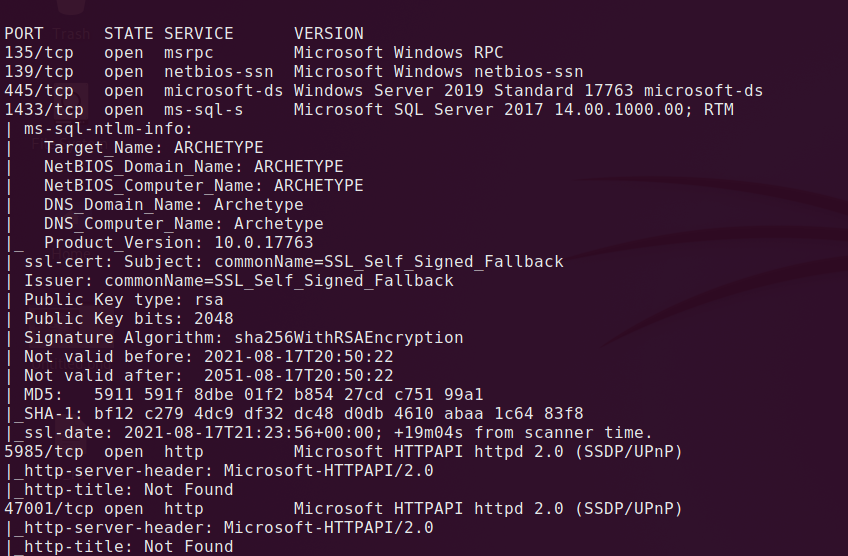 Trash
PORT     STATE SERVICE      VERSION
135/tcp   open  msrpc        Microsoft Windows RPC
139/tcp   open  netbios-ssn  Microsoft Windows netbios-ssn
445/tcp   open  microsoft-ds Windows Server 2019 Standard 17763 microsoft-ds
1433/tcp  open  ms-sql-s     Microsoft SQL Server 2017 14.00.1000.00; RTM
| ms-sql-ntlm-info:
|   Target_Name: ARCHETYPE
|   NetBIOS_Domain_Name: ARCHETYPE
|   NetBIOS_Computer_Name: ARCHETYPE
|   DNS_Domain_Name: Archetype
|   DNS_Computer_Name: Archetype
|_  Product_Version: 10.0.17763
| ssl-cert: Subject: commonName=SSL_Self_Signed_Fallback
| Issuer: commonName=SSL_Self_Signed_Fallback
| Public Key type: rsa
| Public Key bits: 2048
| Signature Algorithm: sha256WithRSAEncryption
| Not valid before: 2021-08-17T20:50:22
| Not valid after:  2051-08-17T20:50:22
| MD5:   5911 591f 8dbe 01f2 b854 27cd c751 99a1
|_SHA-1: bf12 c279 4dc9 df32 dc48 d0db 4610 abaa 1c64 83f8
|_ssl-date: 2021-08-17T21:23:56+00:00; +19m04s from scanner time.
5985/tcp  open  http         Microsoft HTTPAPI httpd 2.0 (SSDP/UPnP)
|_http-server-header: Microsoft-HTTPAPI/2.0
|_http-title: Not Found
47001/tcp open  http         Microsoft HTTPAPI httpd 2.0 (SSDP/UPnP)
|_http-server-header: Microsoft-HTTPAPI/2.0
|_http-title: Not Found